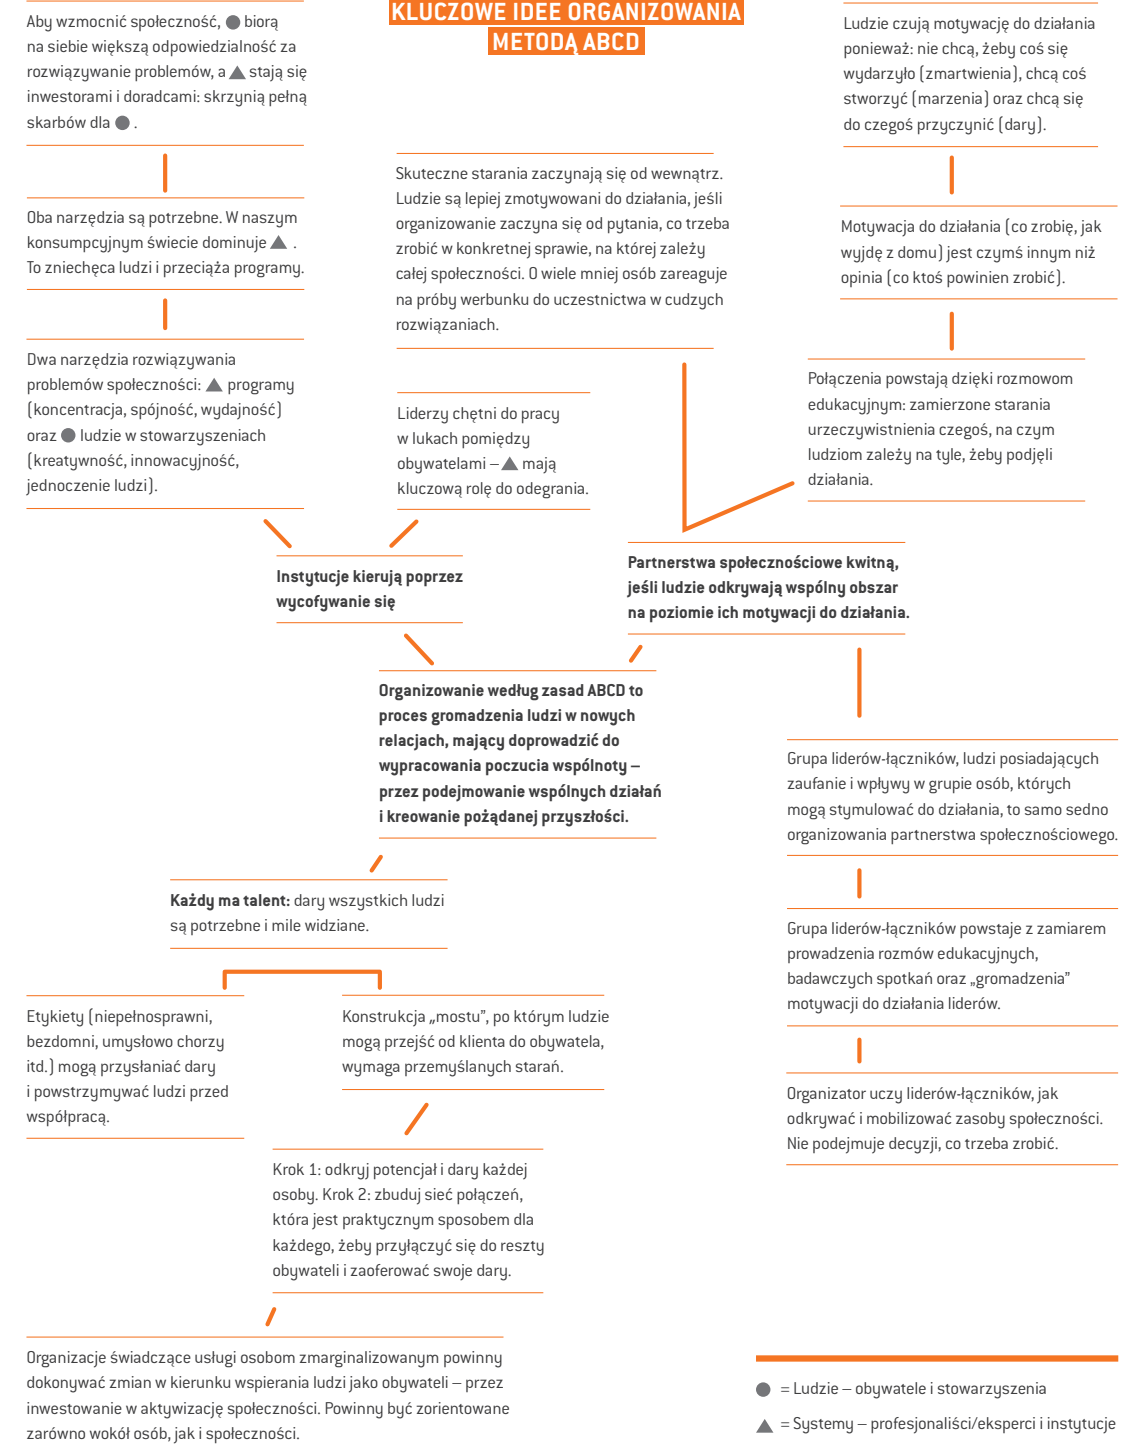 KLUCZOWE IDEE ORGANIZOWANIA
METODĄ ABCD
Aby wzmocnić społeczność, ● biorą
na siebie większą odpowiedzialność za
rozwiązywanie problemów, a ▲ stają się
inwestorami i doradcami: skrzynią pełną
skarbów dla ● .
Oba narzędzia są potrzebne. W naszym
konsumpcyjnym świecie dominuje ▲ .
To zniechęca ludzi i przeciąża programy.
Dwa narzędzia rozwiązywania
problemów społeczności: ▲ programy
(koncentracja, spójność, wydajność)
oraz ● ludzie w stowarzyszeniach
(kreatywność, innowacyjność,
jednoczenie ludzi).
Skuteczne starania zaczynają się od wewnątrz.
Ludzie są lepiej zmotywowani do działania, jeśli
organizowanie zaczyna się od pytania, co trzeba
zrobić w konkretnej sprawie, na której zależy
całej społeczności. O wiele mniej osób zareaguje
na próby werbunku do uczestnictwa w cudzych
rozwiązaniach.
Liderzy chętni do pracy
w lukach pomiędzy
obywatelami – ▲ mają
kluczową rolę do odegrania.
Ludzie czują motywację do działania
ponieważ: nie chcą, żeby coś się
wydarzyło (zmartwienia), chcą coś
stworzyć (marzenia) oraz chcą się
do czegoś przyczynić (dary).
Motywacja do działania (co zrobię, jak
wyjdę z domu) jest czymś innym niż
opinia (co ktoś powinien zrobić).
Połączenia powstają dzięki rozmowom
edukacyjnym: zamierzone starania
urzeczywistnienia czegoś, na czym
ludziom zależy na tyle, żeby podjęli
działania.
Instytucje kierują poprzez
wycofywanie się
Partnerstwa społecznościowe kwitną,
jeśli ludzie odkrywają wspólny obszar
na poziomie ich motywacji do działania.
Organizowanie według zasad ABCD to
proces gromadzenia ludzi w nowych
relacjach, mający doprowadzić do
wypracowania poczucia wspólnoty –
przez podejmowanie wspólnych działań
i kreowanie pożądanej przyszłości.
Każdy ma talent: dary wszystkich ludzi
są potrzebne i mile widziane.
Etykiety (niepełnosprawni,
bezdomni, umysłowo chorzy
itd.) mogą przysłaniać dary
i powstrzymywać ludzi przed
współpracą.
Konstrukcja „mostu”, po którym ludzie
mogą przejść od klienta do obywatela,
wymaga przemyślanych starań.
Krok 1: odkryj potencjał i dary każdej
osoby. Krok 2: zbuduj sieć połączeń,
która jest praktycznym sposobem dla
każdego, żeby przyłączyć się do reszty
obywateli i zaoferować swoje dary.
Organizacje świadczące usługi osobom zmarginalizowanym powinny
dokonywać zmian w kierunku wspierania ludzi jako obywateli – przez
inwestowanie w aktywizację społeczności. Powinny być zorientowane
zarówno wokół osób, jak i społeczności.
Grupa liderów-łączników, ludzi posiadających
zaufanie i wpływy w grupie osób, których
mogą stymulować do działania, to samo sedno
organizowania partnerstwa społecznościowego.
Grupa liderów-łączników powstaje z zamiarem
prowadzenia rozmów edukacyjnych,
badawczych spotkań oraz „gromadzenia”
motywacji do działania liderów.
Organizator uczy liderów-łączników, jak
odkrywać i mobilizować zasoby społeczności.
Nie podejmuje decyzji, co trzeba zrobić.
● = Ludzie – obywatele i stowarzyszenia
▲ = Systemy – profesjonaliści/eksperci i instytucje